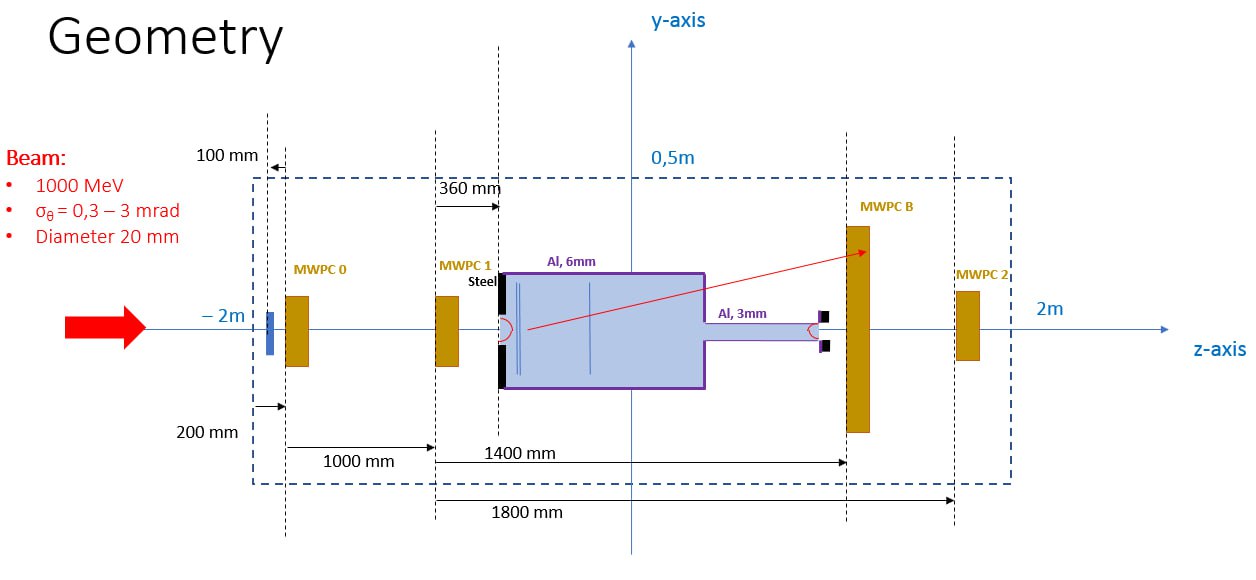 Geometry
y-axis
Beam:
• 1000 MeV
• σθ = 0,3 – 3 mrad
• Diameter 20 mm
100 mm
0,5m
360 mm
MWPC B
MWPC 0
MWPC 1
Al, 6mm
MWPC 2
Steel
– 2m
Al, 3mm
2m
z-axis
200 mm
1000 mm
1400 mm
1800 mm